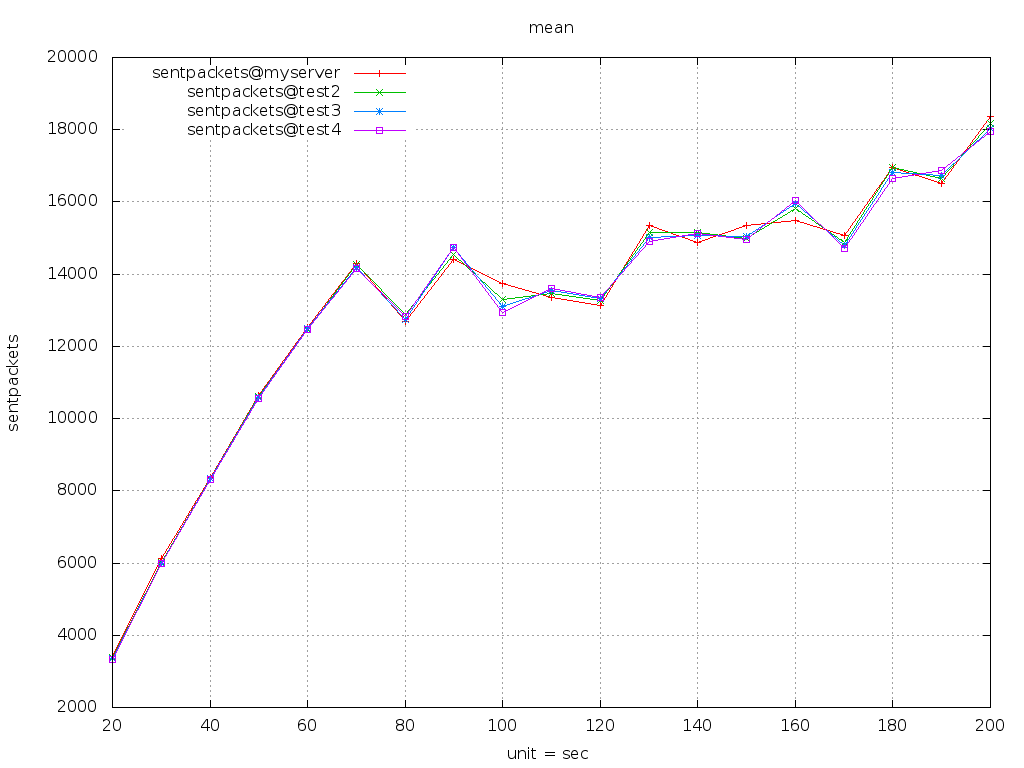 mean
20000
18000
16000
14000
12000
10000
8000
6000
4000
2000
sentpackets@myserver
sentpackets@test2
sentpackets@test3
sentpackets@test4
sentpackets
20 40 60 80 100 120 140 160 180 200
unit = sec